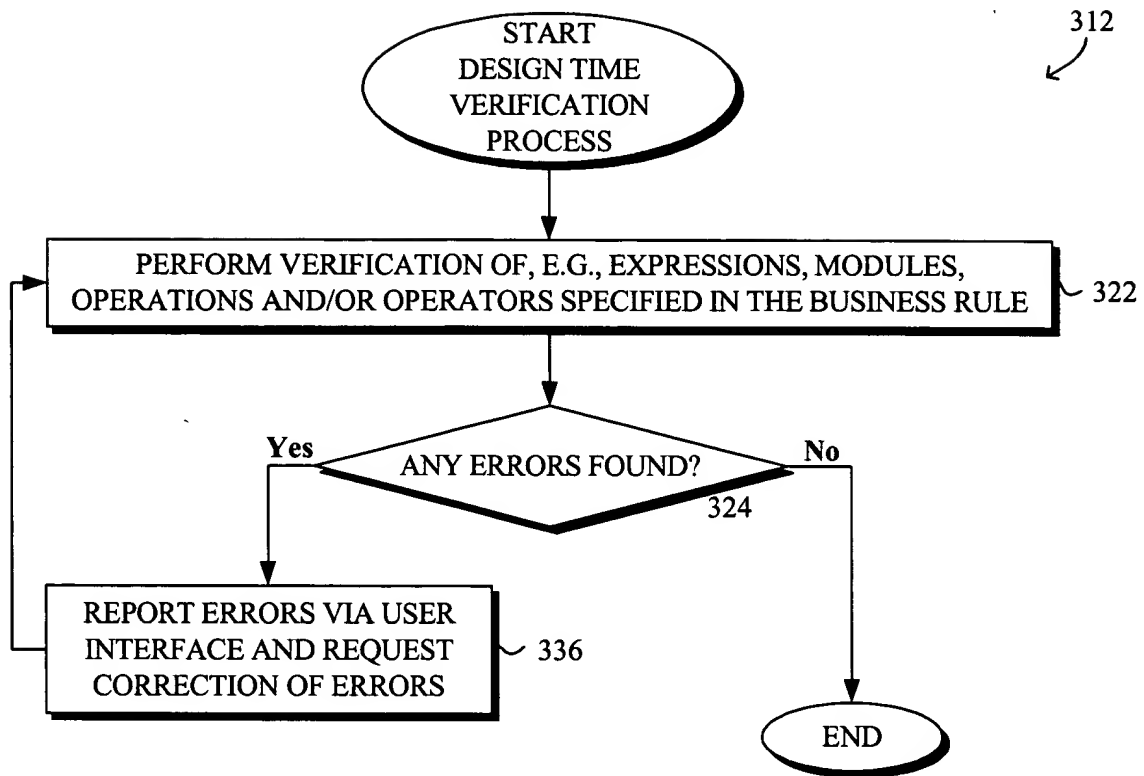 312
START
DESIGN TIME
VERIFICATION
PROCESS
PERFORM VERIFICATION OF, E.G., EXPRESSIONS, MODULES,
OPERATIONS AND/OR OPERATORS SPECIFIED IN THE BUSINESS RULE
322
Yes
ANY ERRORS FOUND?
No
324
REPORT ERRORS VIA USER
INTERFACE AND REQUEST
CORRECTION OF ERRORS
336
END